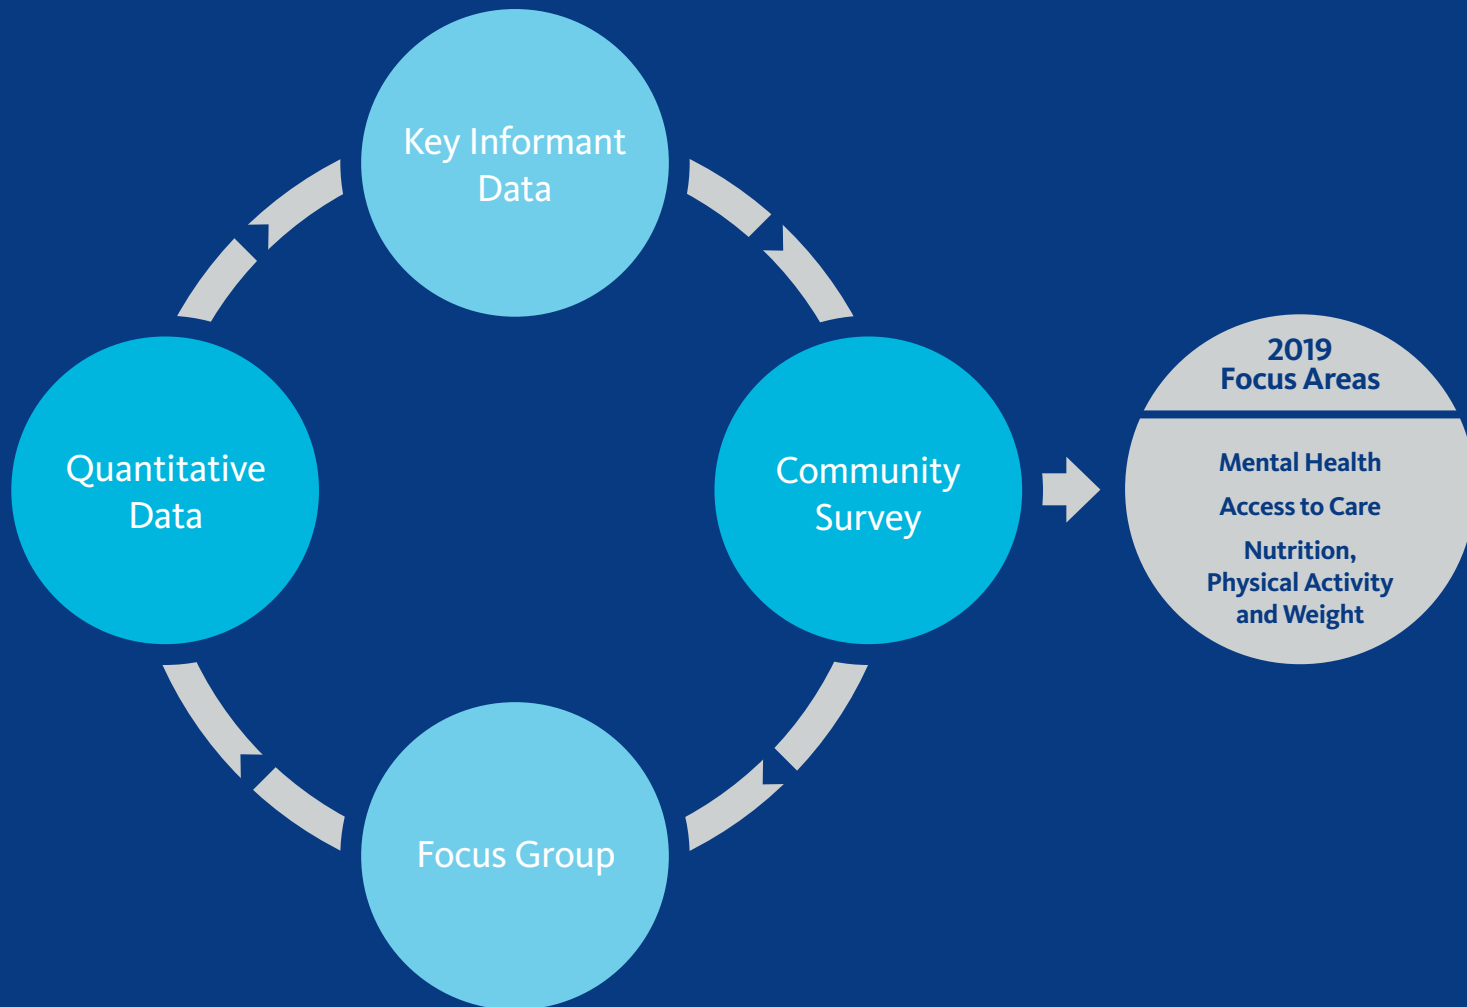 Key Informant
Data
Quantitative
Data
Community
Survey
Focus Group
2019
Focus Areas
Mental Health
Access to Care
Nutrition,
Physical Activity
and Weight